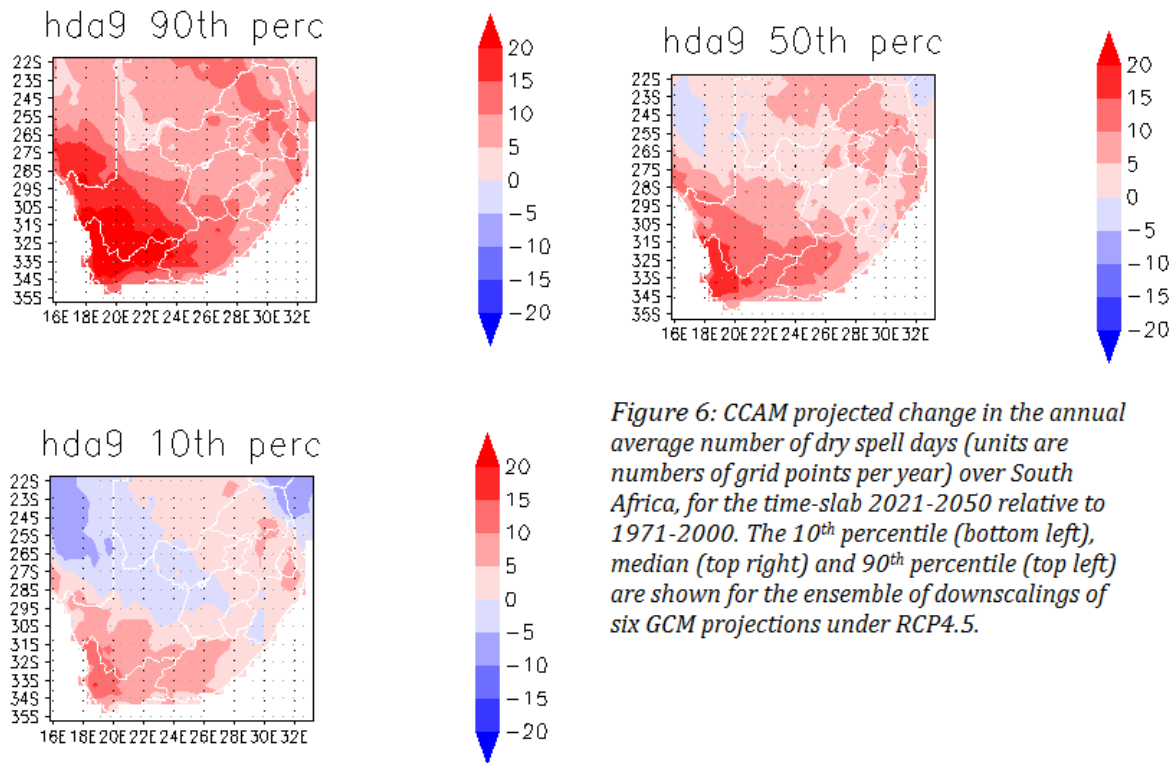 hda9 90th perc
22S
23S
24S
25S
26S
27S
28S
29S
30S
31S
32S
33S
34S
35S
16E 18E 20E 22E 24E 26E 28E 30E 32E
20
15
10
5
0
−5
−10
−15
−20
hda9 50th perc
22S
23S
24S
25S
26S
27S
28S
29S
30S
31S
32S
33S
34S
35S
16E 18E 20E 22E 24E 26E 28E 30E 32E
20
15
10
5
0
−5
−10
−15
−20
hda9 10th perc
22S
23S
24S
25S
26S
27S
28S
29S
30S
31S
32S
33S
34S
35S
16E 18E 20E 22E 24E 26E 28E 30E 32E
20
15
10
5
0
−5
−10
−15
−20
Figure 6: CCAM projected change in the annual
average number of dry spell days (units are
numbers of grid points per year) over South
Africa, for the time-slab 2021-2050 relative to
1971-2000. The 10th percentile (bottom left),
median (top right) and 90th percentile (top left)
are shown for the ensemble of downscalings of
six GCM projections under RCP4.5.